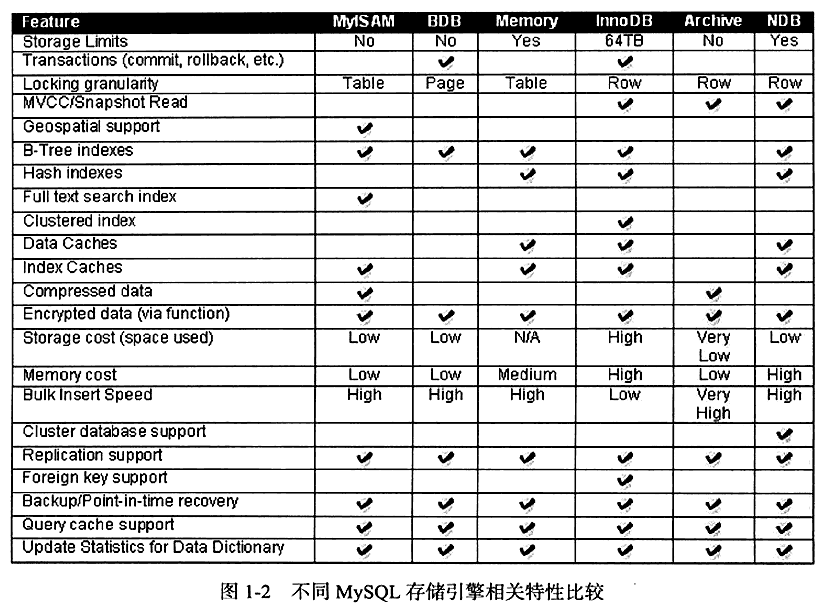 Feature MyISAM BDB Memory InnoDB Archive NDB
Storage Limits No No Yes 64TB No Yes
Transactions (commit, rollback, etc.) ✔ ✔
Locking granularity Table Page Table Row Row Row
MVCC/Snapshot Read ✔ ✔ ✔
Geospatial support ✔
B-Tree indexes ✔ ✔ ✔ ✔ ✔
Hash indexes ✔ ✔ ✔
Full text search index ✔
Clustered index ✔
Data Caches ✔ ✔ ✔
Index Caches ✔ ✔ ✔ ✔
Compressed data ✔ ✔
Encrypted data (via function) ✔ ✔ ✔ ✔ ✔ ✔
Storage cost (space used) Low Low N/A High Very Low
Low
Memory cost Low Low Medium High Low High
Bulk Insert Speed High High High Low Very High
High
Cluster database support ✔
Replication support ✔ ✔ ✔ ✔ ✔ ✔
Foreign key support ✔
Backup/Point-in-time recovery ✔ ✔ ✔ ✔ ✔ ✔
Query cache support ✔ ✔ ✔ ✔ ✔ ✔
Update Statistics for Data Dictionary ✔ ✔ ✔ ✔ ✔ ✔
图 1-2 不同 MySQL 存储引擎相关特性比较